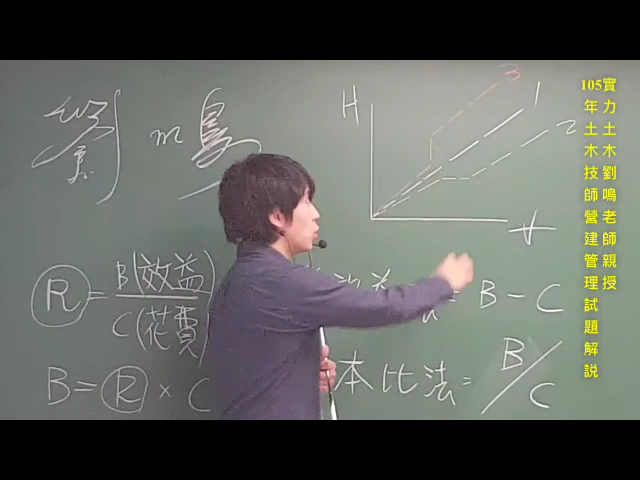 105年土木技師營建管理試題解說
實力土木劉鳴老師親授
劉
鳴
H
3
1
2
V
R = B(效益)
C(花費)
效益 = B - C
B = R × C
本比法 = B/C